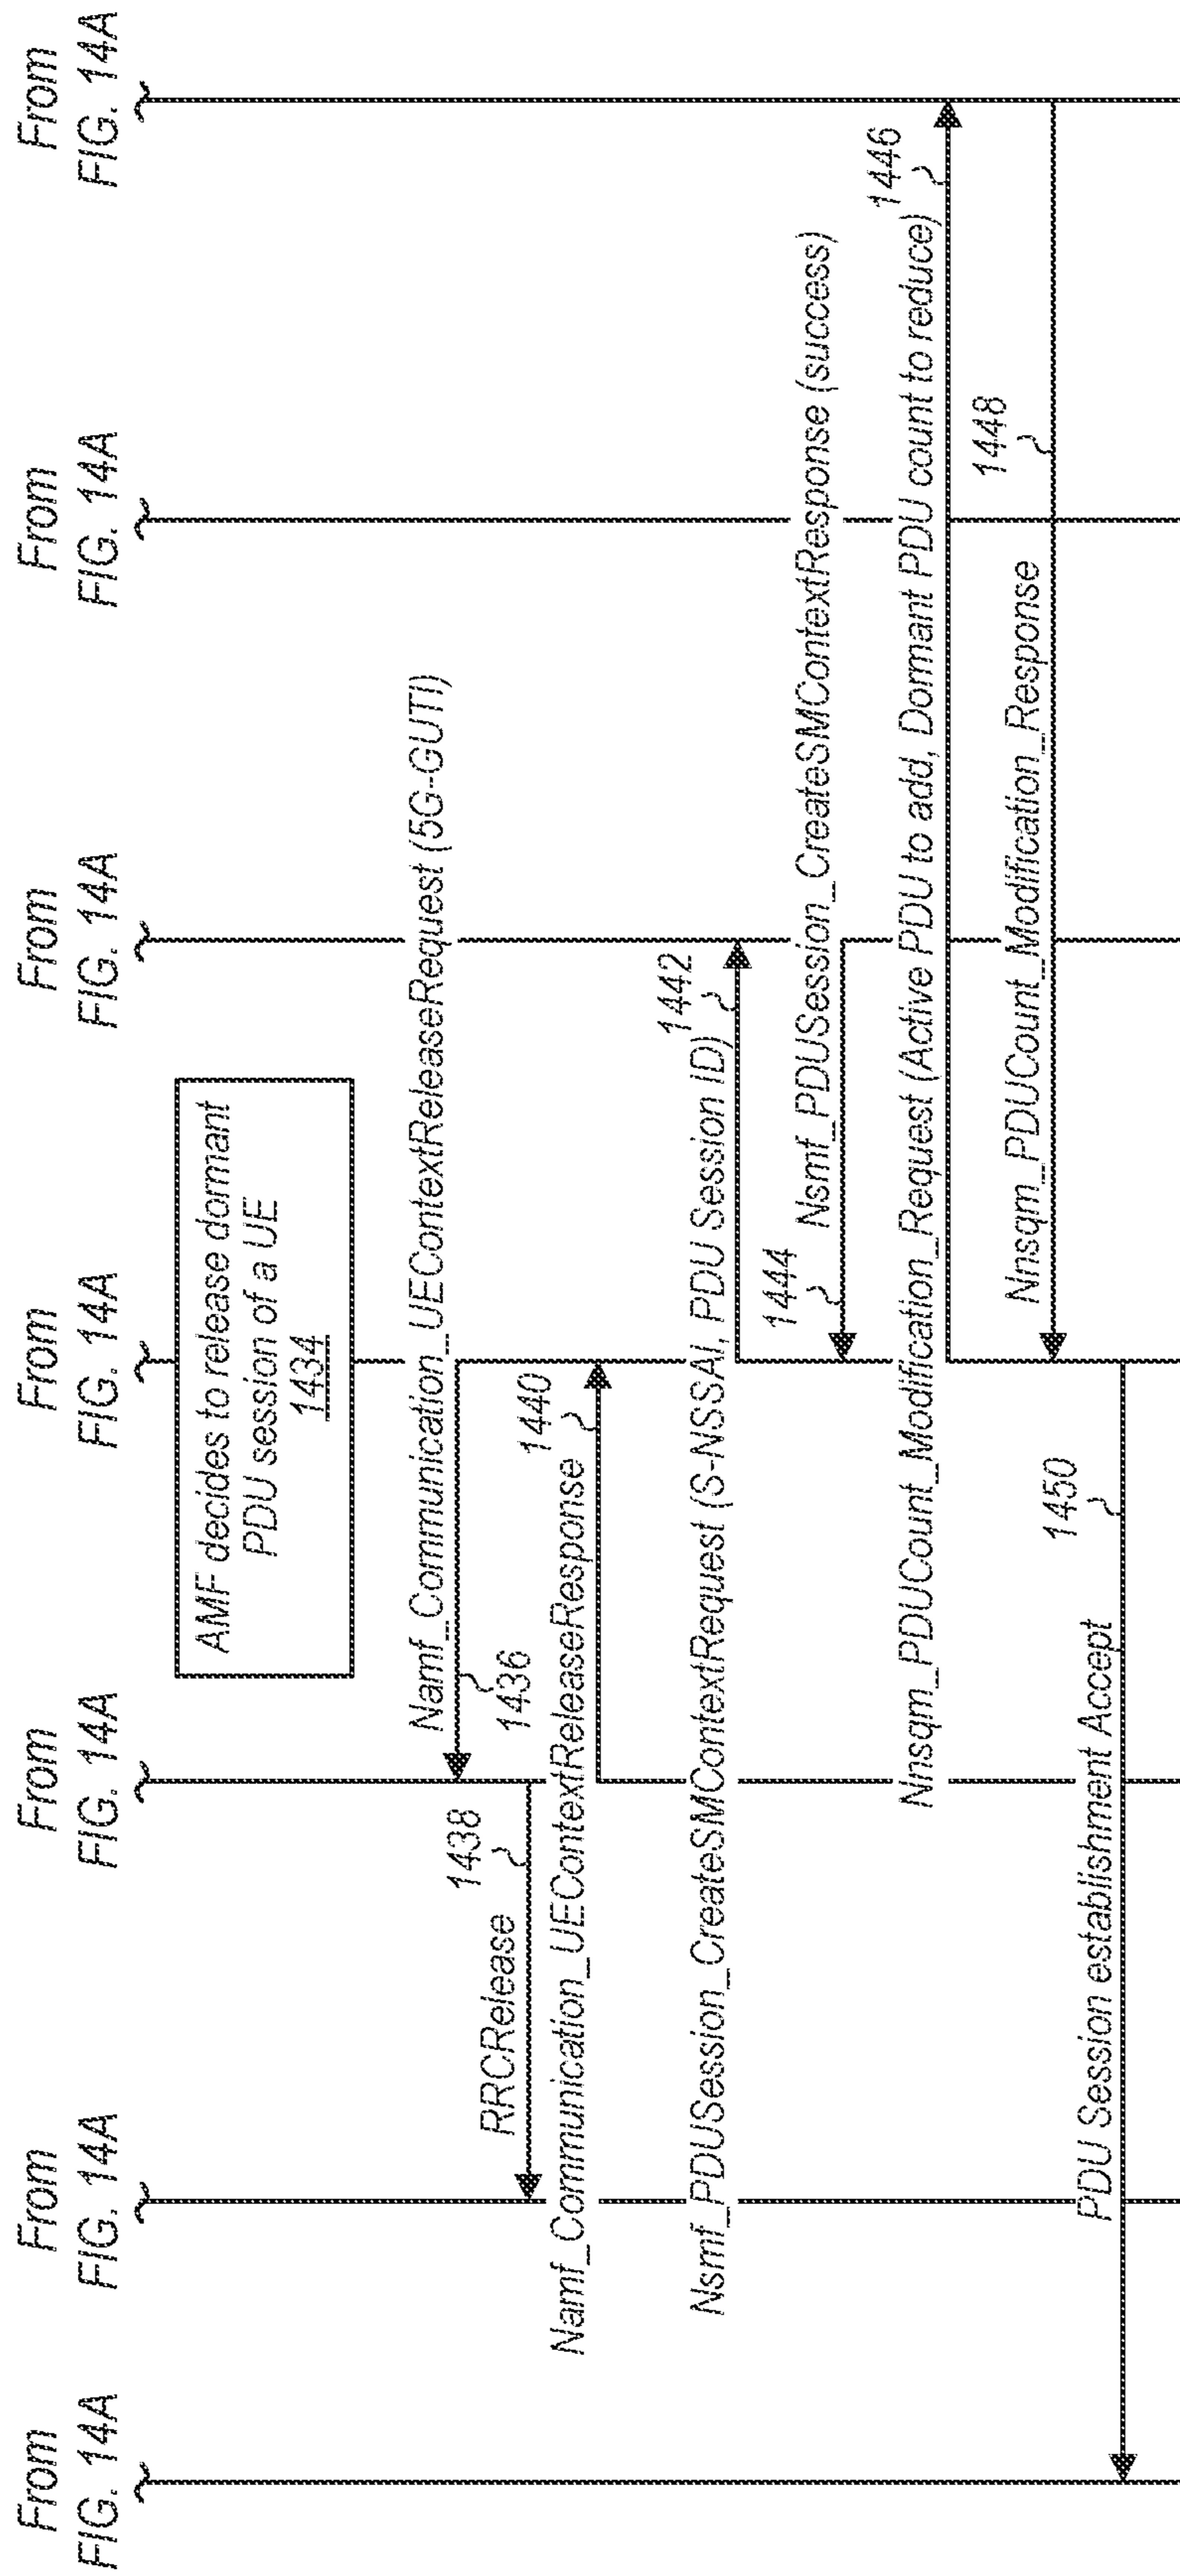 From
FIG. 14A
From
FIG. 14A
From
FIG. 14A
From
FIG. 14A
From
FIG. 14A
From
FIG. 14A
From
FIG. 14A
AMF decides to release dormant
PDU session of a UE
1434
Namf_Communication_UEContextReleaseRequest (5G-GUTI)
1436
1438
RRCRelease
1440
Namf_Communication_UEContextReleaseResponse
1442
Nsmf_PDUSession_CreateSMContextRequest (S-NSSAI, PDU Session ID)
1444
Nsmf_PDUSession_CreateSMContextResponse (success)
1446
Nnsqm_PDUCount_Modification_Request (Active PDU to add, Dormant PDU count to reduce)
1448
Nnsqm_PDUCount_Modification_Response
1450
PDU Session establishment Accept